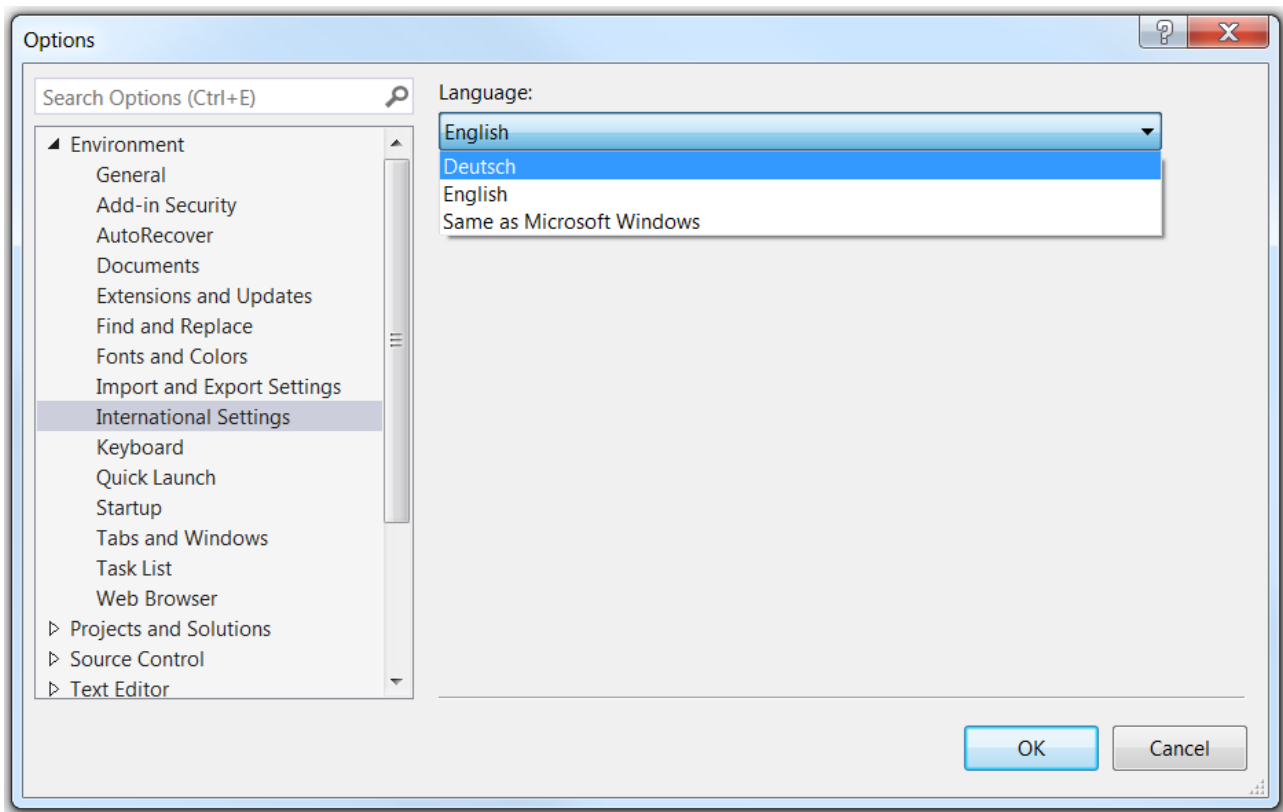 Options
Search Options (Ctrl+E)
Environment
General
Add-in Security
AutoRecover
Documents
Extensions and Updates
Find and Replace
Fonts and Colors
Import and Export Settings
International Settings
Keyboard
Quick Launch
Startup
Tabs and Windows
Task List
Web Browser
Projects and Solutions
Source Control
Text Editor
Language:
English
Deutsch
English
Same as Microsoft Windows
OK
Cancel